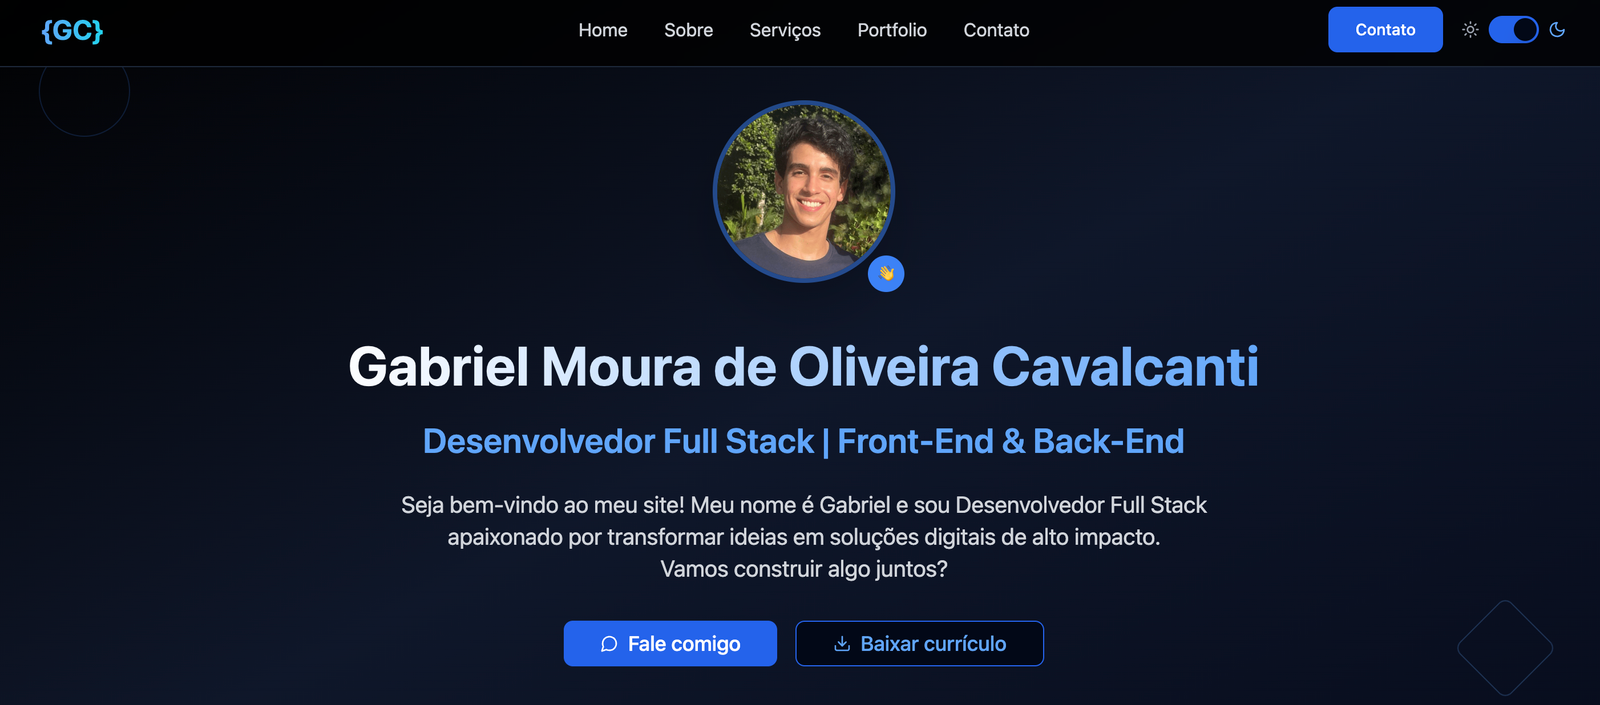 {GC}
Home Sobre Serviços Portfolio Contato
Contato
Gabriel Moura de Oliveira Cavalcanti
Desenvolvedor Full Stack | Front-End & Back-End
Seja bem-vindo ao meu site! Meu nome é Gabriel e sou Desenvolvedor Full Stack
apaixonado por transformar ideias em soluções digitais de alto impacto.
Vamos construir algo juntos?
Fale comigo
Baixar currículo